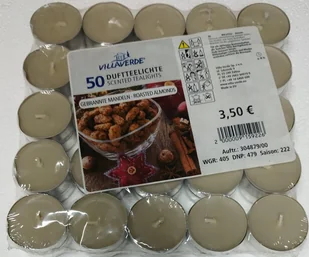 VILLAVERDE
50 DUFTTEELICHTE
SCENTED TEALIGHTS
GEBRANNTE MANDELN · ROASTED ALMONDS
3,50 €
Auftr.: 304879/00
WGR: 405 DNP: 479 Saison: 222